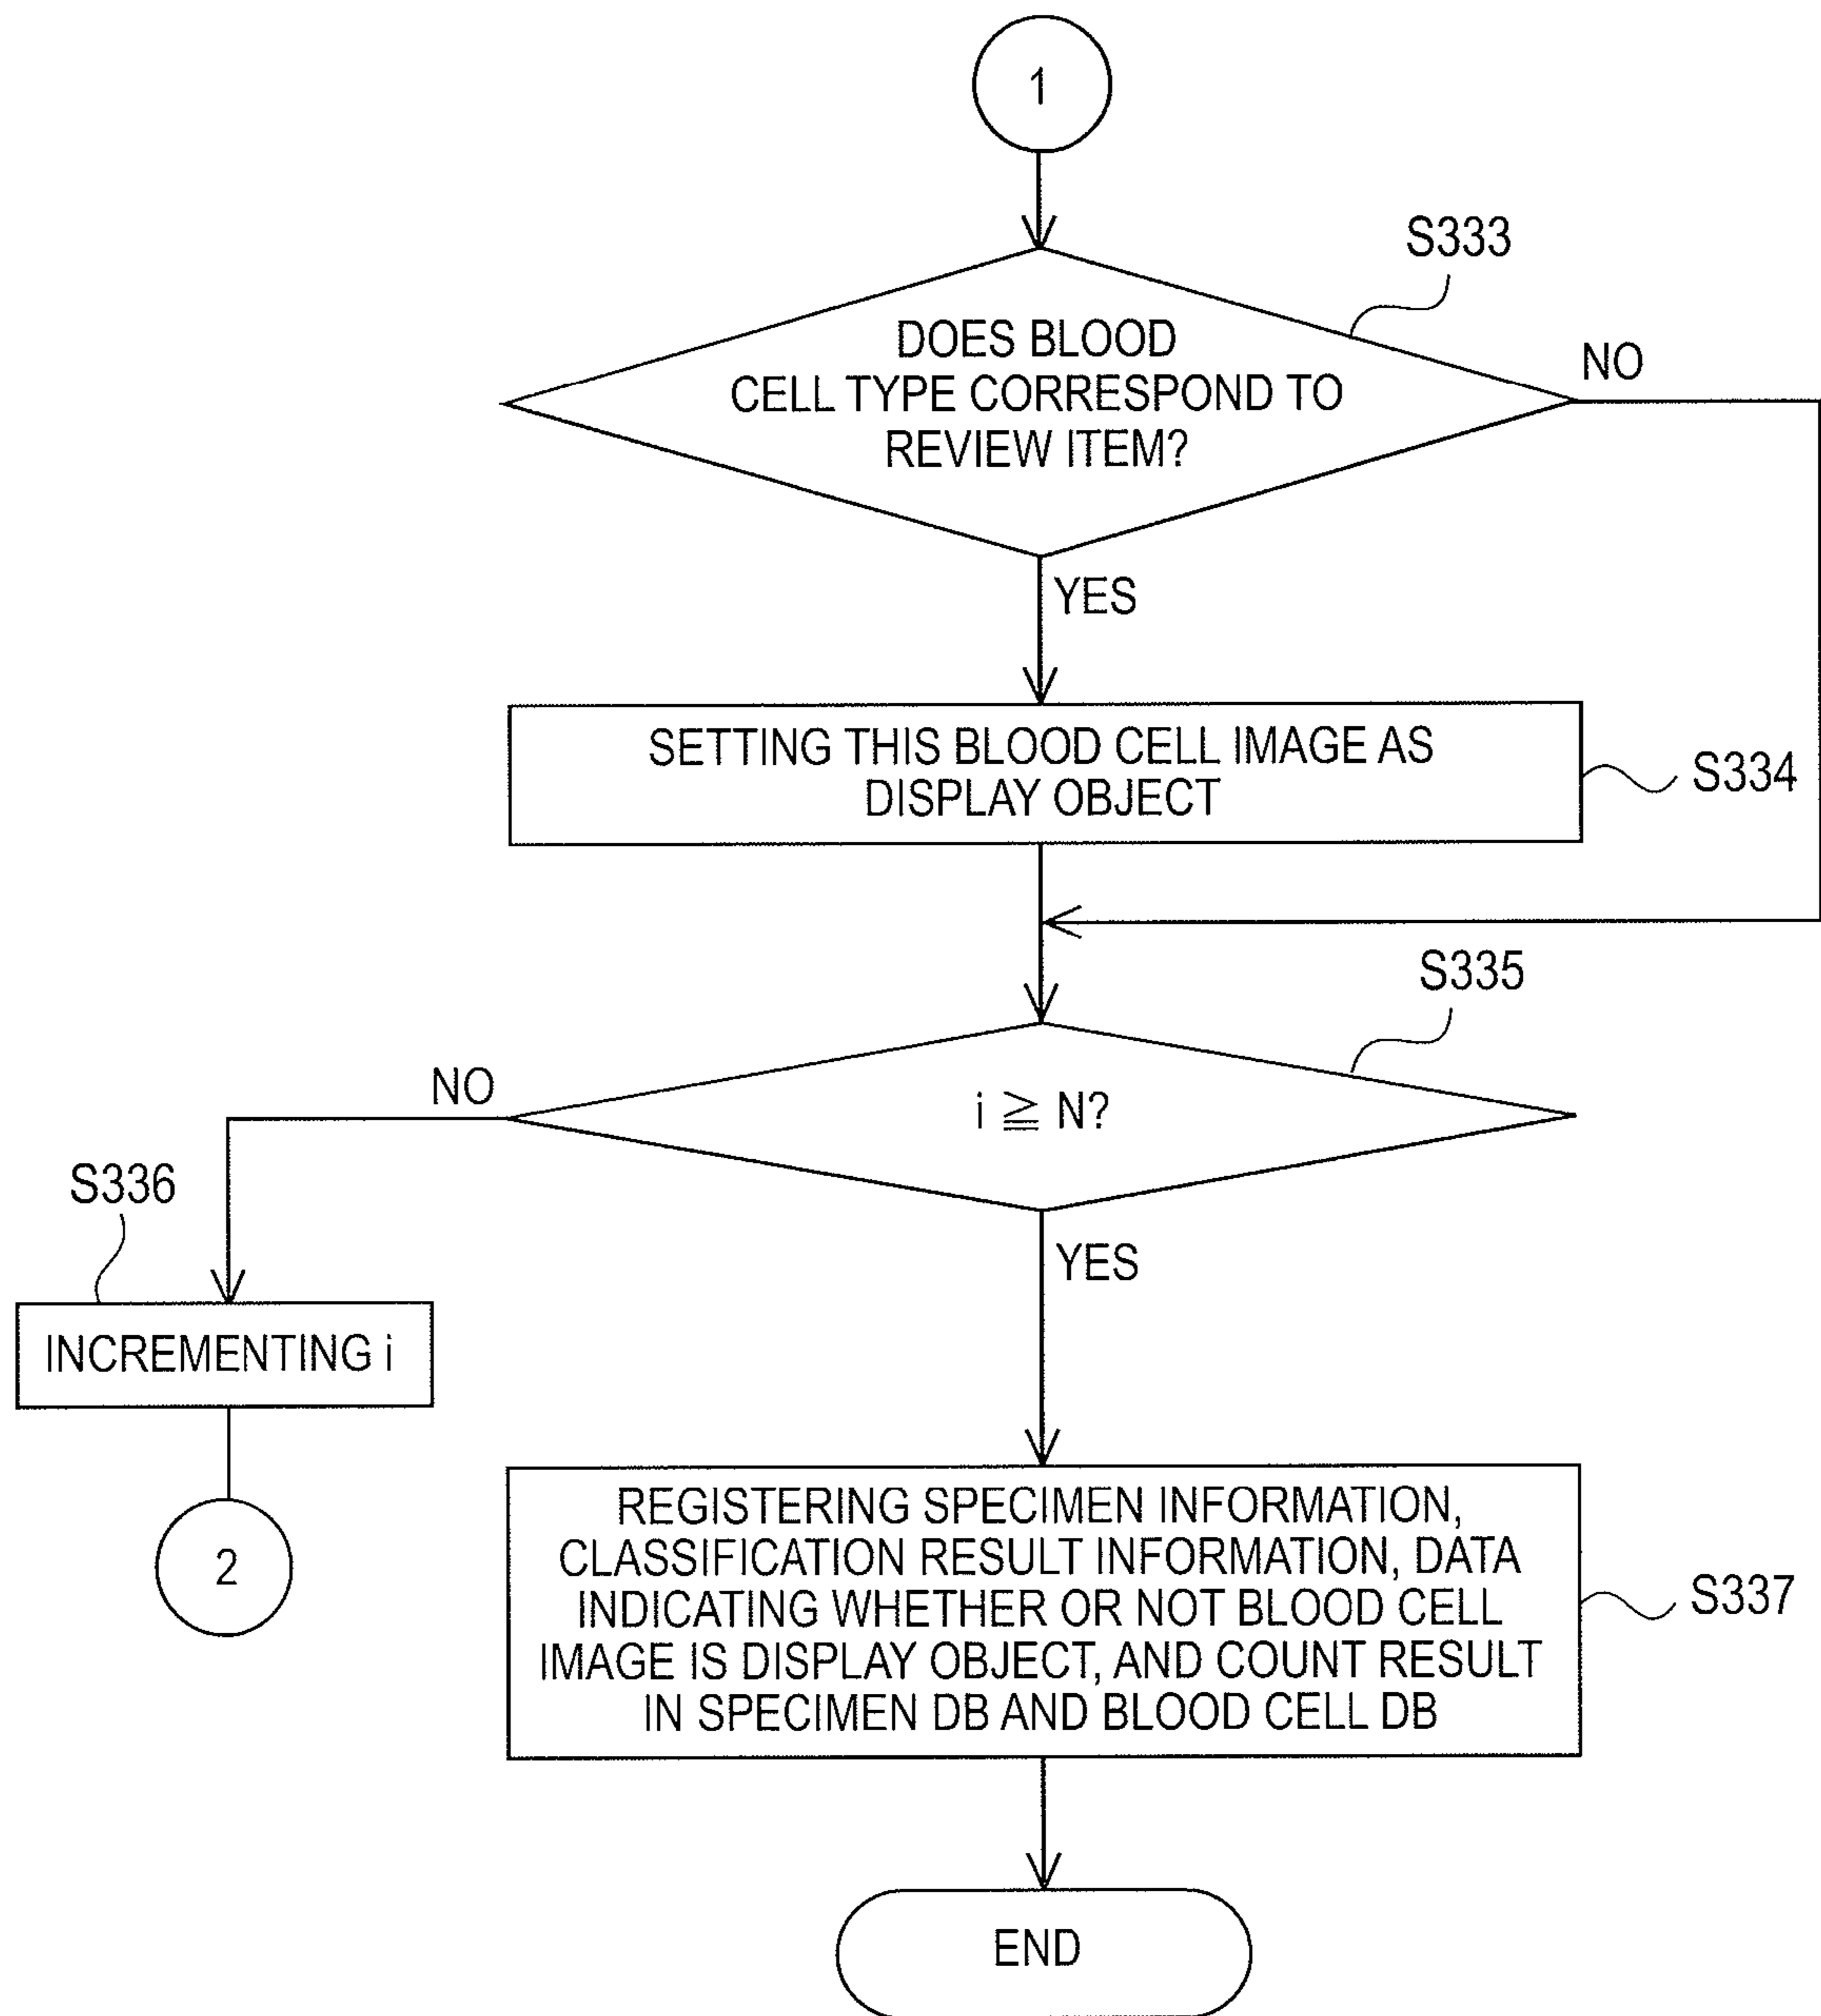 1
S333
DOES BLOOD
CELL TYPE CORRESPOND TO
REVIEW ITEM?
NO
YES
SETTING THIS BLOOD CELL IMAGE AS
DISPLAY OBJECT
S334
S335
NO
i ≧ N?
S336
YES
INCREMENTING i
2
REGISTERING SPECIMEN INFORMATION,
CLASSIFICATION RESULT INFORMATION, DATA
INDICATING WHETHER OR NOT BLOOD CELL
IMAGE IS DISPLAY OBJECT, AND COUNT RESULT
IN SPECIMEN DB AND BLOOD CELL DB
S337
END